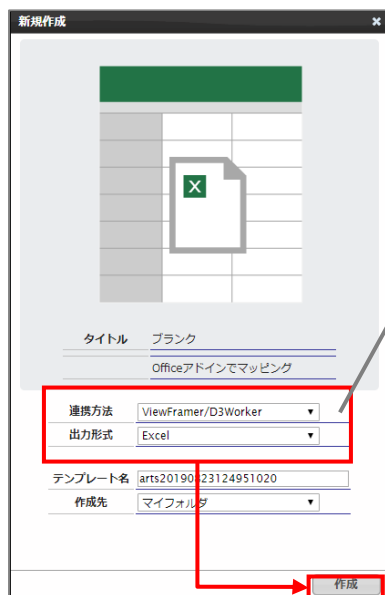 新規作成 ×
X
タイトル ブランク
Officeアドインでマッピング
連携方法 ViewFramer/D3Worker ▼
出力形式 Excel ▼
テンプレート名 arts20190823124951020
作成先 マイフォルダ ▼
作成